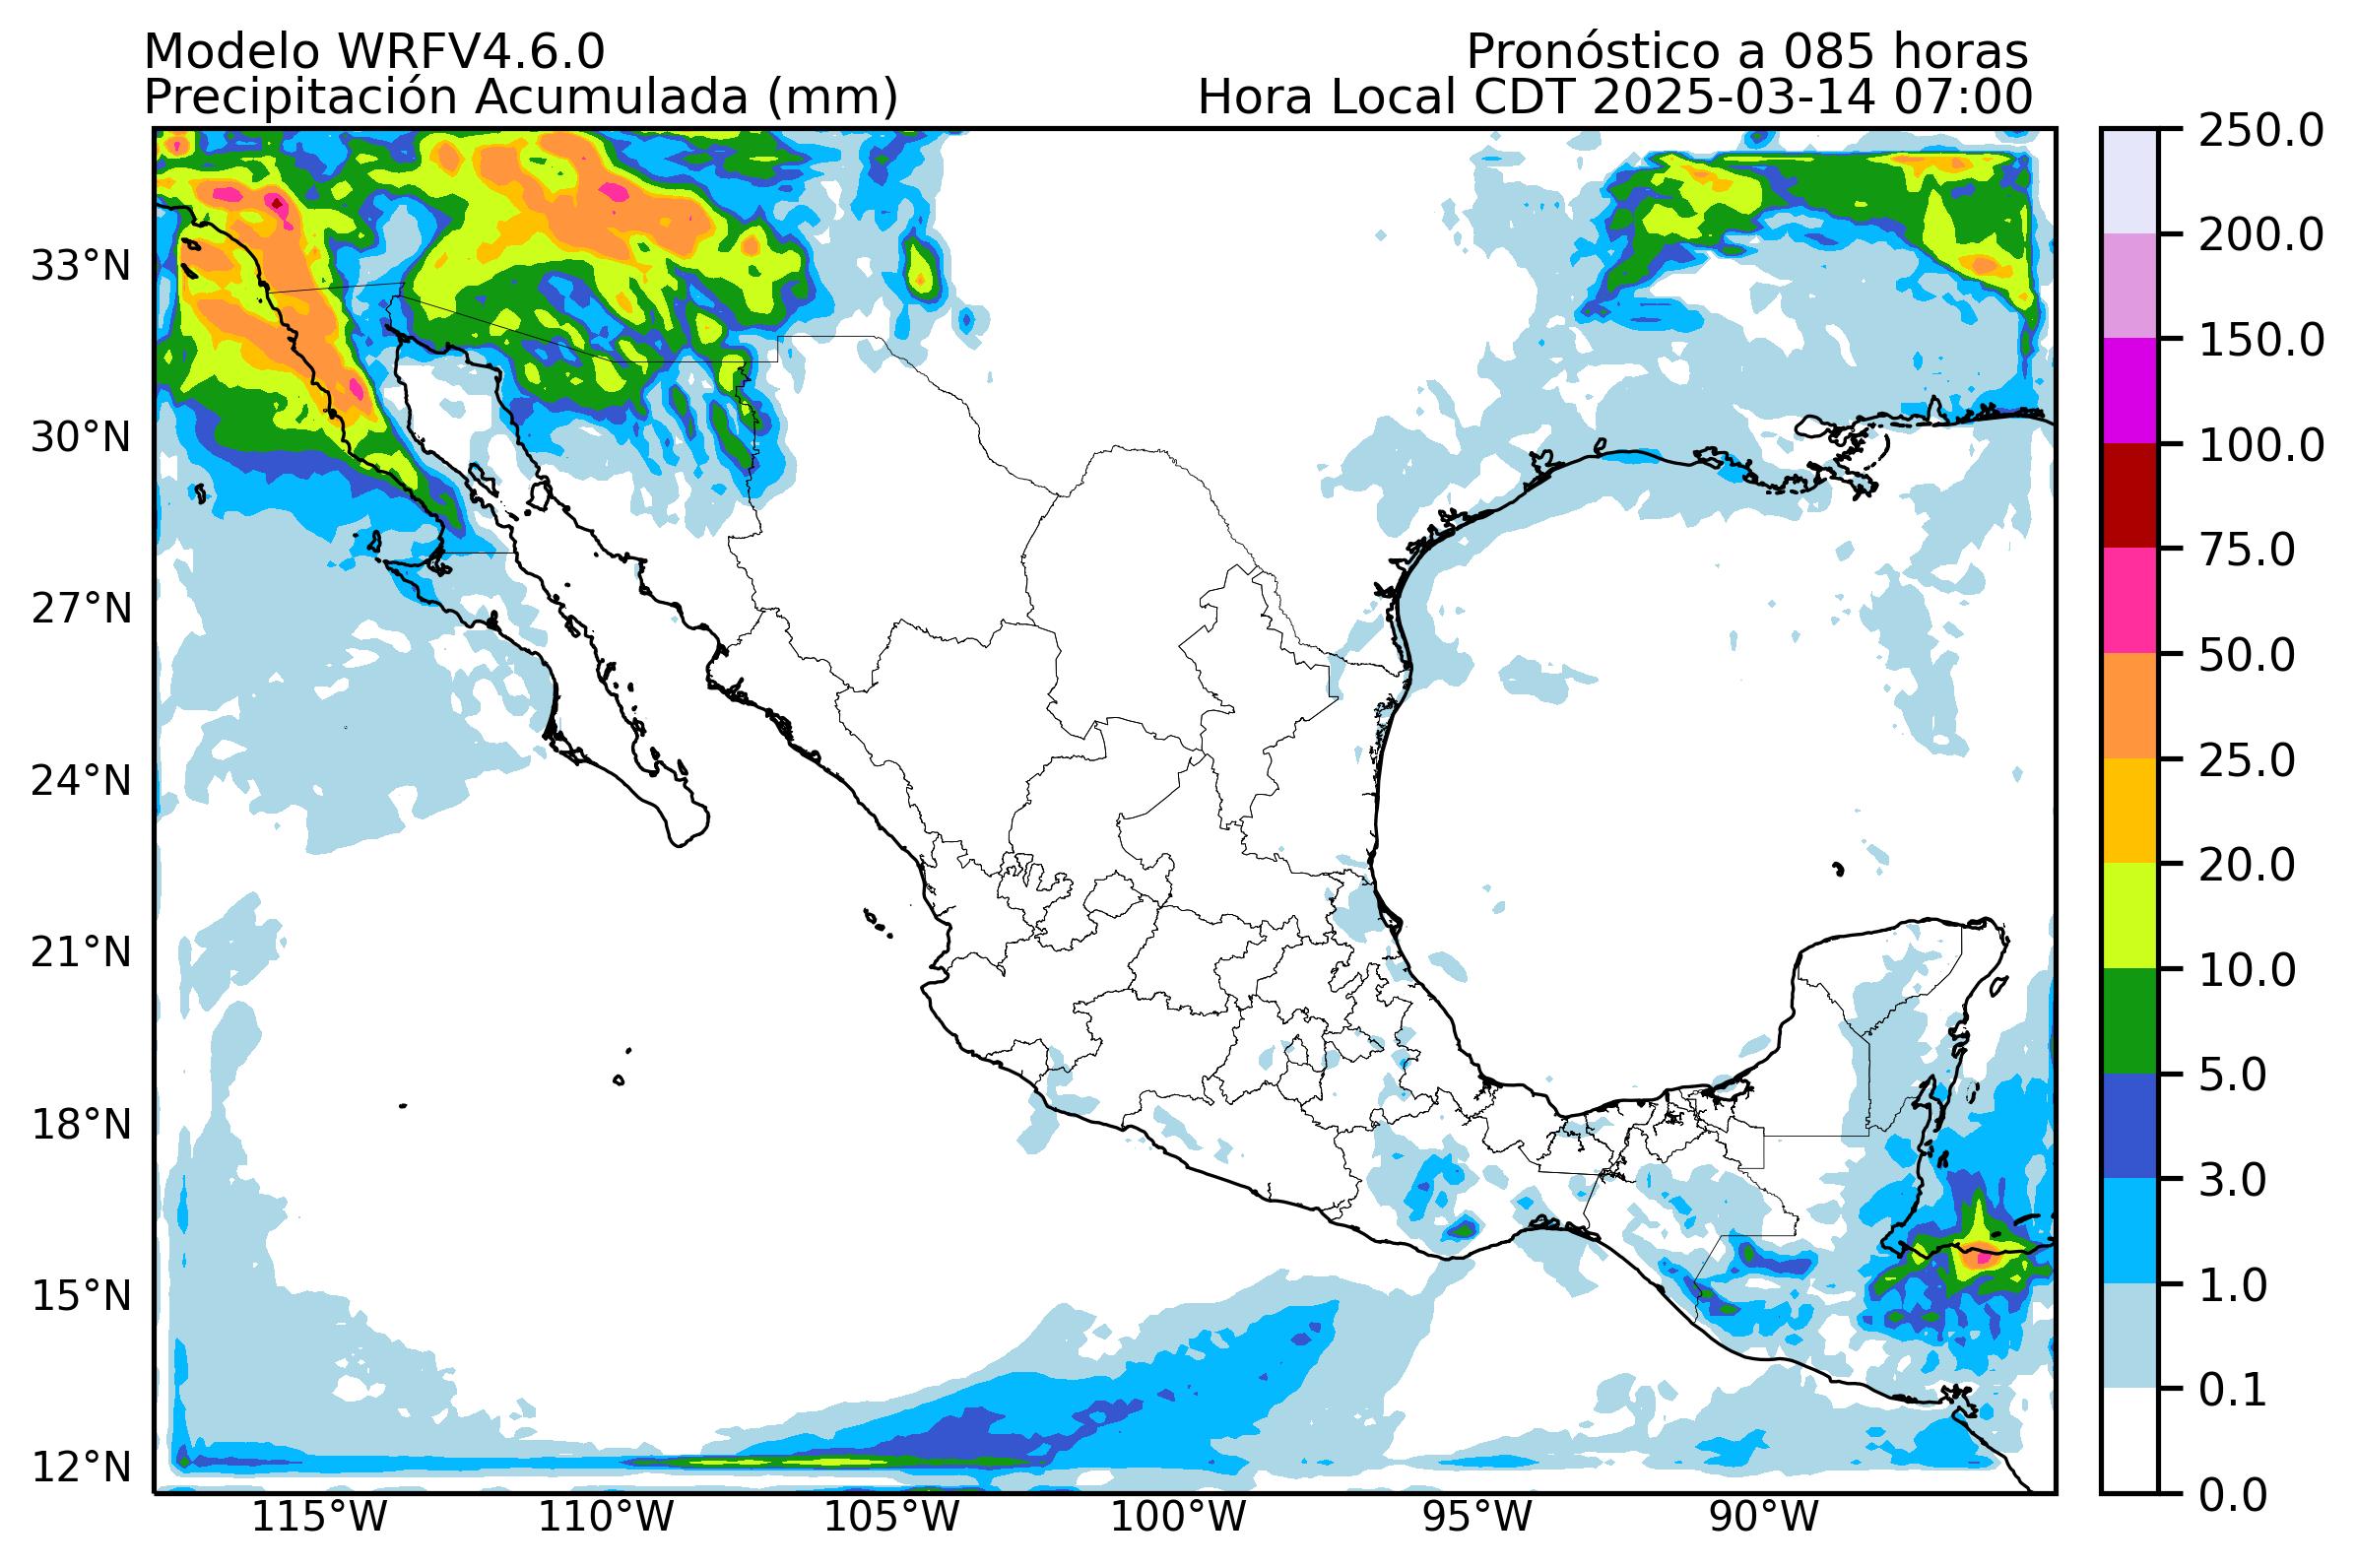 Modelo WRFV4.6.0
Pronóstico a 085 horas
Precipitación Acumulada (mm)
Hora Local CDT 2025-03-14 07:00
33°N
30°N
27°N
24°N
21°N
18°N
15°N
12°N
115°W
110°W
105°W
100°W
95°W
90°W
250.0
200.0
150.0
100.0
75.0
50.0
25.0
20.0
10.0
5.0
3.0
1.0
0.1
0.0